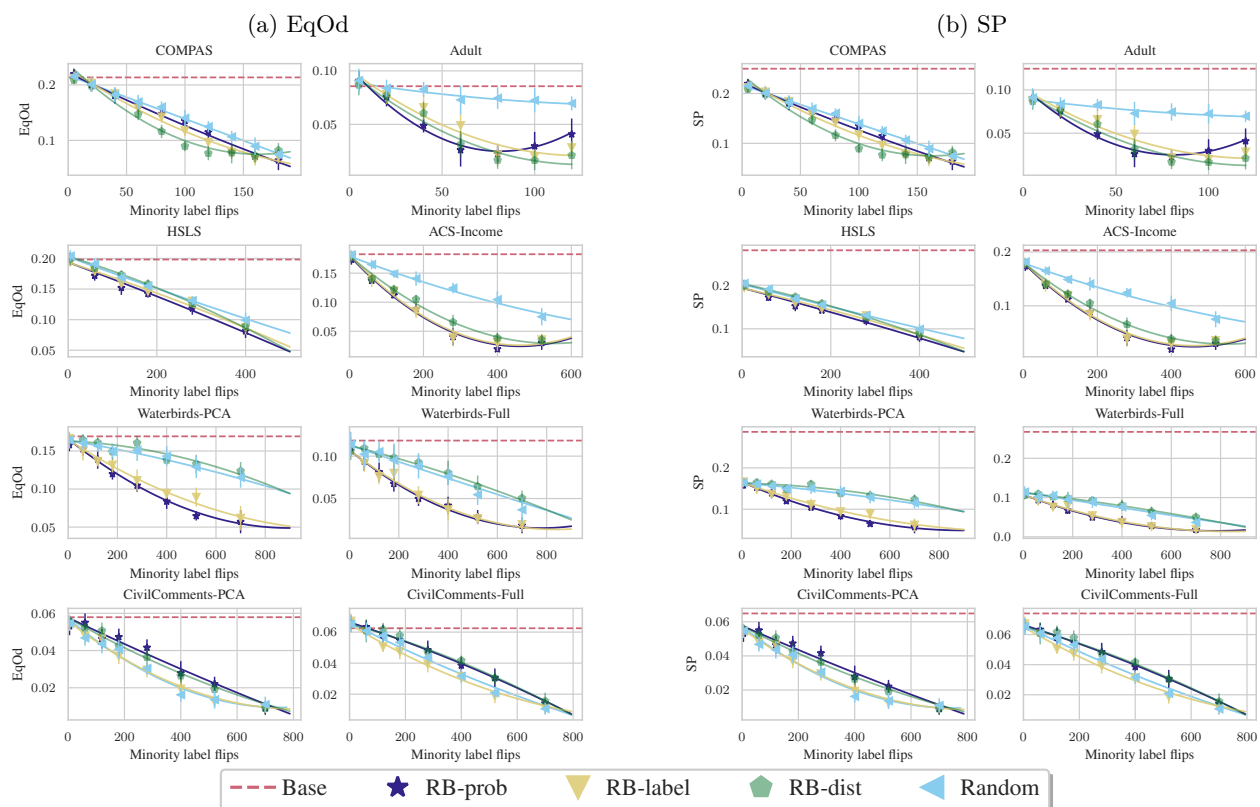 (a) EqOd
(b) SP
COMPAS
Adult
COMPAS
Adult
EqOd
0.2
0.1
0.10
0.05
SP
0.2
0.1
0.10
0.05
0 50 100 150
50 100
0 50 100 150
50 100
Minority label flips
Minority label flips
Minority label flips
Minority label flips
HSLS
ACS-Income
HSLS
ACS-Income
EqOd
0.20
0.15
0.10
0.05
0.15
0.10
0.05
SP
0.2
0.1
0.2
0.1
0 200 400
0 200 400 600
0 200 400
0 200 400 600
Minority label flips
Minority label flips
Minority label flips
Minority label flips
Waterbirds-PCA
Waterbirds-Full
Waterbirds-PCA
Waterbirds-Full
EqOd
0.15
0.10
0.05
0.10
0.05
SP
0.2
0.1
0.2
0.1
0.0
0 200 400 600 800
0 200 400 600 800
0 200 400 600 800
0 200 400 600 800
Minority label flips
Minority label flips
Minority label flips
Minority label flips
CivilComments-PCA
CivilComments-Full
CivilComments-PCA
CivilComments-Full
EqOd
0.06
0.04
0.02
0.06
0.04
0.02
SP
0.06
0.04
0.02
0.06
0.04
0.02
0.00
0 200 400 600 800
0 200 400 600 800
0 200 400 600 800
0 200 400 600 800
Minority label flips
Minority label flips
Minority label flips
Minority label flips
Base RB-prob RB-label RB-dist Random